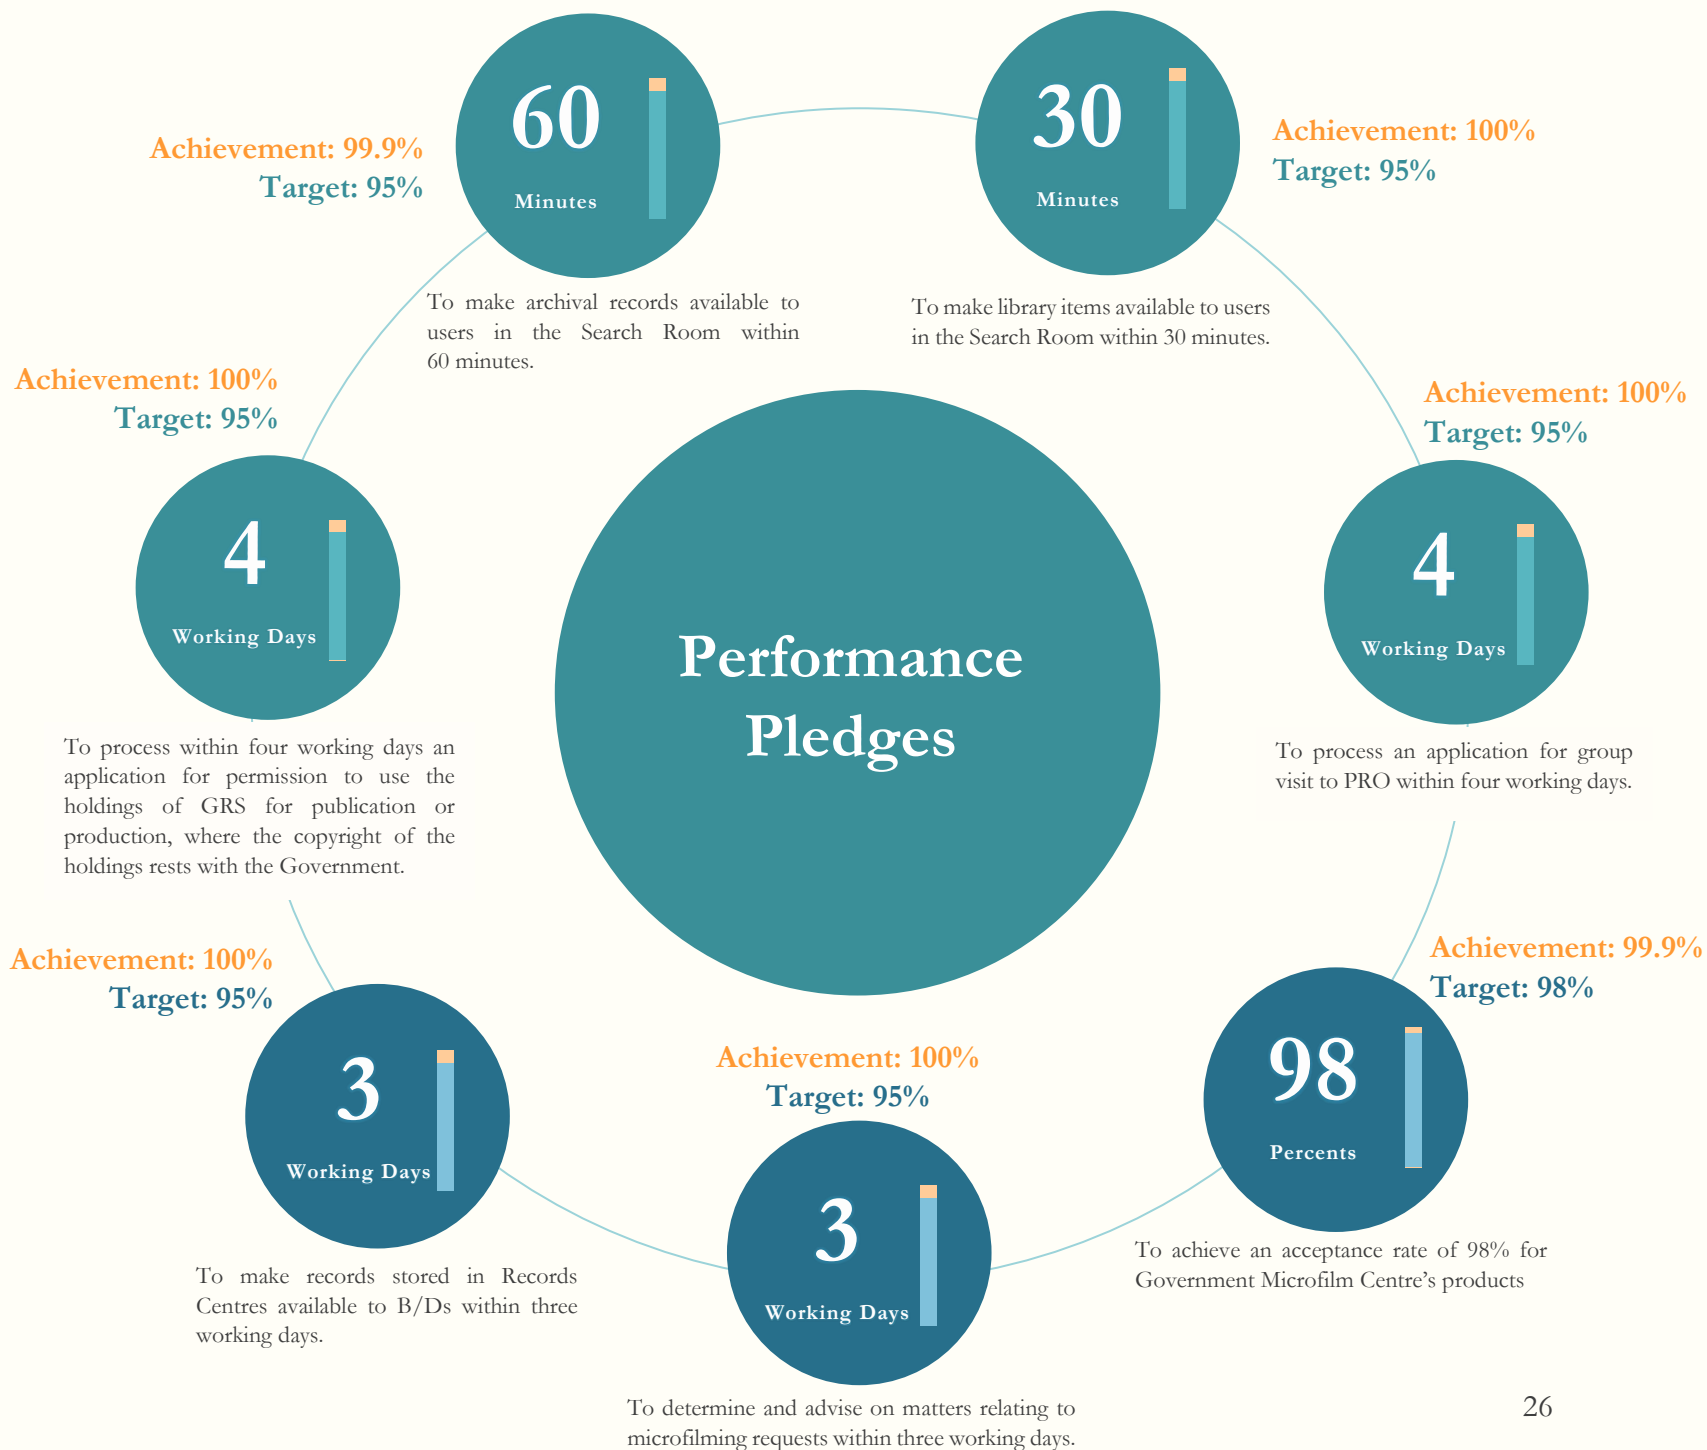 Achievement: 99.9%
Target: 95%
60
Minutes
To make archival records available to
users in the Search Room within
60 minutes.
30
Minutes
Achievement: 100%
Target: 95%
To make library items available to users
in the Search Room within 30 minutes.
Achievement: 100%
Target: 95%
4
Working Days
To process within four working days an
application for permission to use the
holdings of GRS for publication or
production, where the copyright of the
holdings rests with the Government.
Performance
Pledges
Achievement: 100%
Target: 95%
4
Working Days
To process an application for group
visit to PRO within four working days.
Achievement: 100%
Target: 95%
3
Working Days
To make records stored in Records
Centres available to B/Ds within three
working days.
Achievement: 100%
Target: 95%
3
Working Days
To determine and advise on matters relating to
microfilming requests within three working days.
Achievement: 99.9%
Target: 98%
98
Percents
To achieve an acceptance rate of 98% for
Government Microfilm Centre's products
26